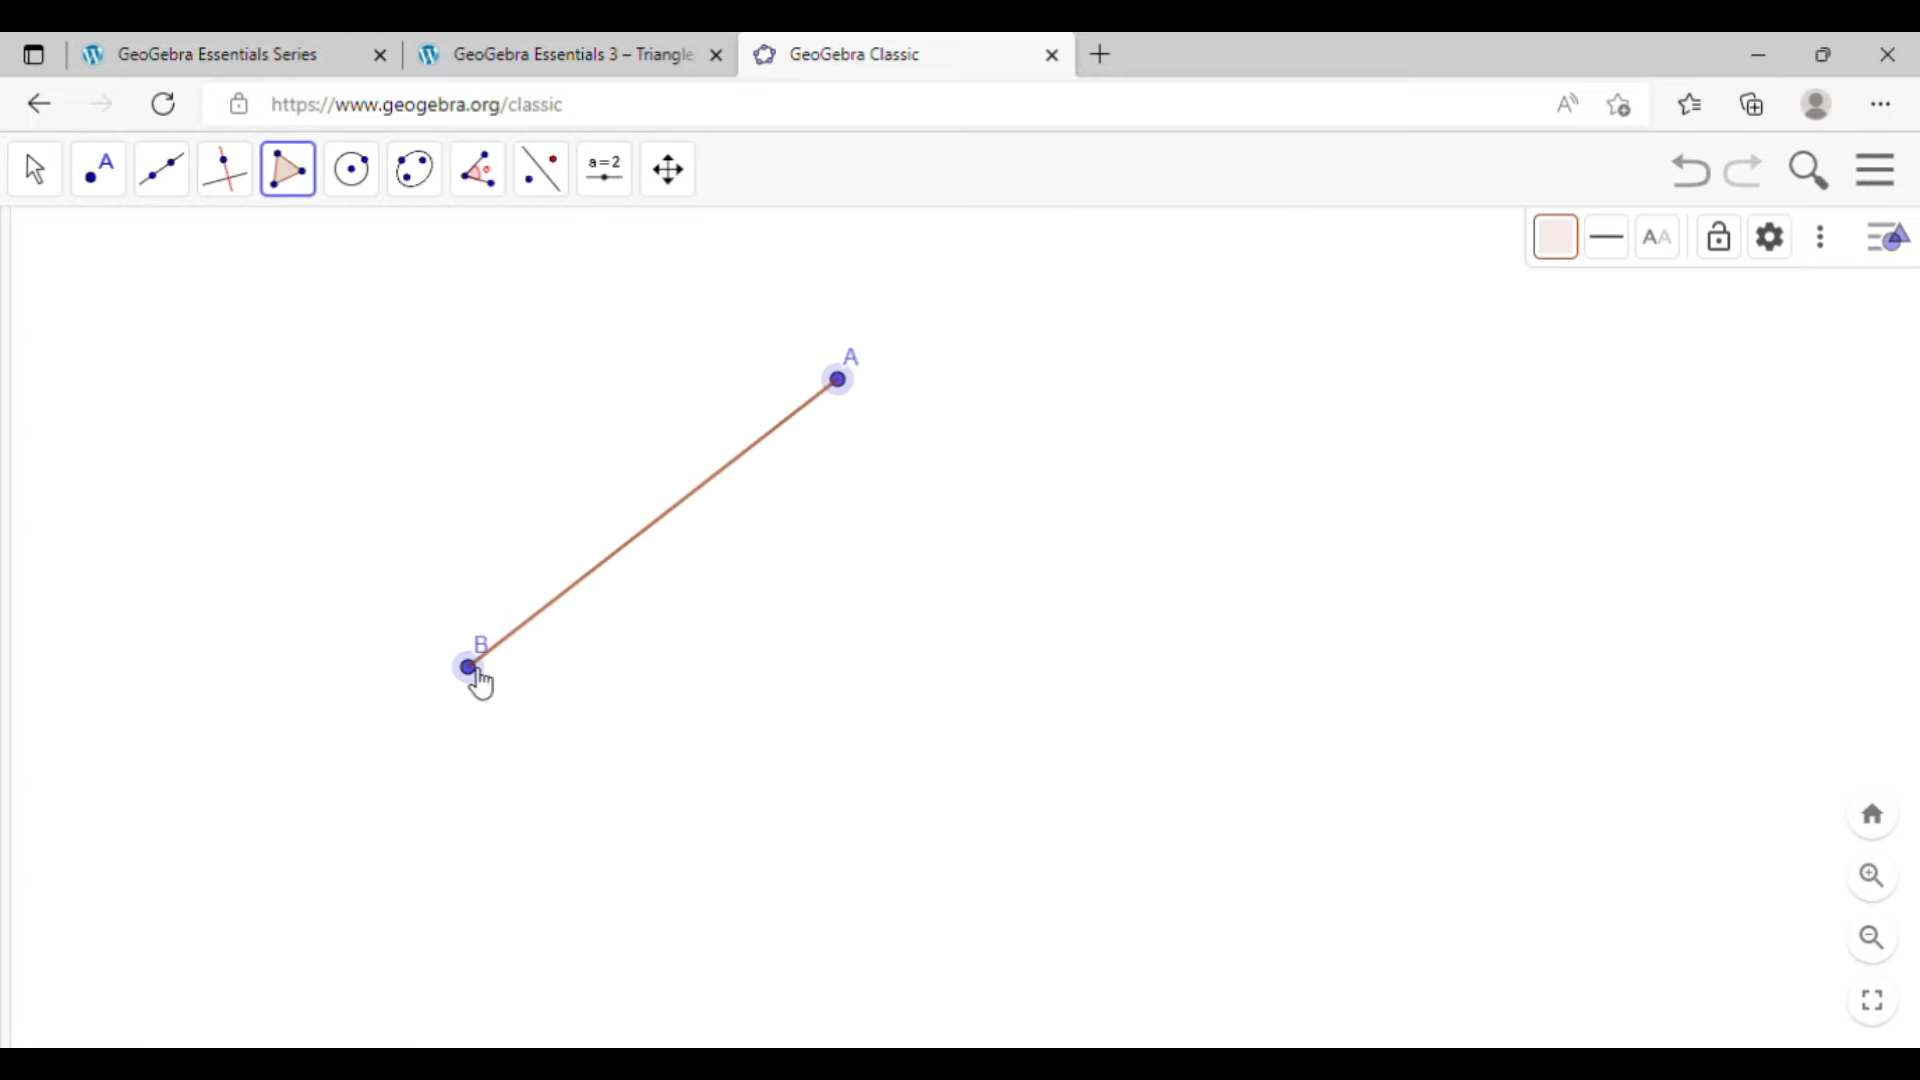 GeoGebra Essentials Series
GeoGebra Essentials 3 – Triangle
GeoGebra Classic
https://www.geogebra.org/classic
A
a=2
AA
A
B